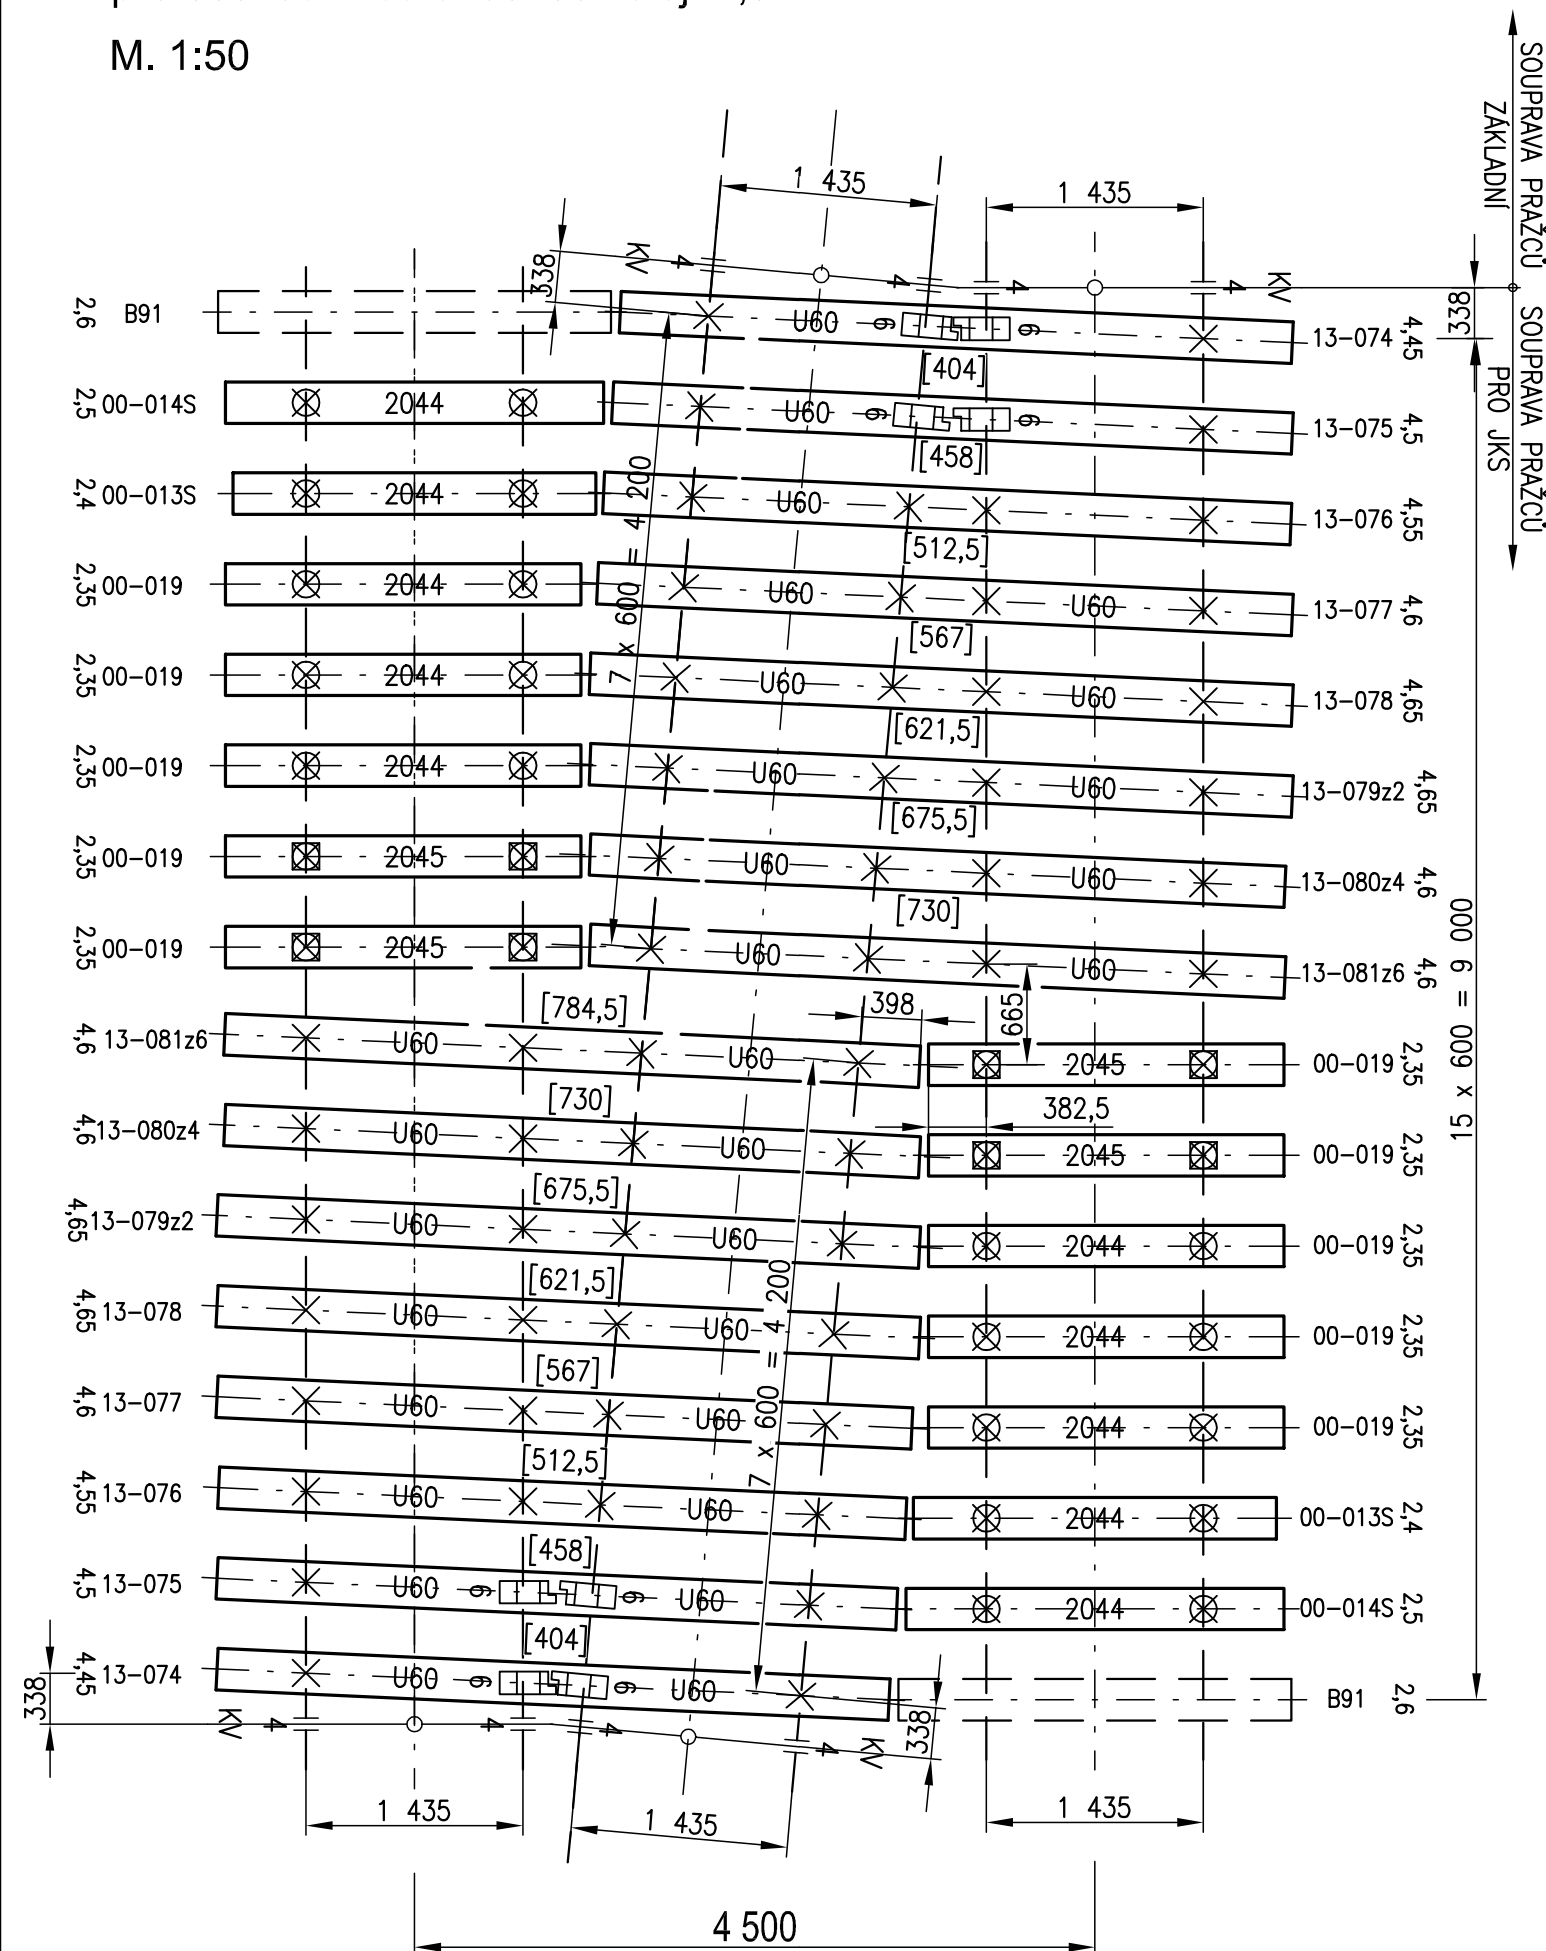 M. 1:50
SOUPRAVA PRAŽCŮ
ZÁKLADNÍ
SOUPRAVA PRAŽCŮ
PRO JKS
1 435
1 435
338
KV 4 4 4 4 KV
338
2,6 B91 U60 9 9 13-074 4,45
[404]
2,5 00-014S 2044 U60 9 9 13-075 4,5
[458]
2,4 00-013S 2044 U60 13-076 4,55
[512,5]
2,35 00-019 2044 U60 U60 13-077 4,6
[567]
2,35 00-019 2044 U60 U60 13-078 4,65
[621,5]
2,35 00-019 2044 U60 U60 13-079z2 4,65
[675,5]
2,35 00-019 2045 U60 U60 13-080z4 4,6
[730]
2,35 00-019 2045 U60 U60 13-081z6 4,6
7 x 600 = 4 200
15 x 600 = 9 000
[784,5] 398 665
4,6 13-081z6 U60 U60 2045 00-019 2,35
[730] 382,5
4,6 13-080z4 U60 U60 2045 00-019 2,35
[675,5]
4,65 13-079z2 U60 U60 2044 00-019 2,35
[621,5]
4,65 13-078 U60 U60 2044 00-019 2,35
[567]
4,6 13-077 U60 U60 2044 00-019 2,35
[512,5]
4,55 13-076 U60 U60 2044 00-013S 2,4
[458]
4,5 13-075 U60 9 9 U60 2044 00-014S 2,5
[404]
4,45 13-074 U60 9 9 U60 B91 2,6
7 x 600 = 4 200
338
KV 4 4 4 4 KV
338
1 435
1 435
1 435
4 500